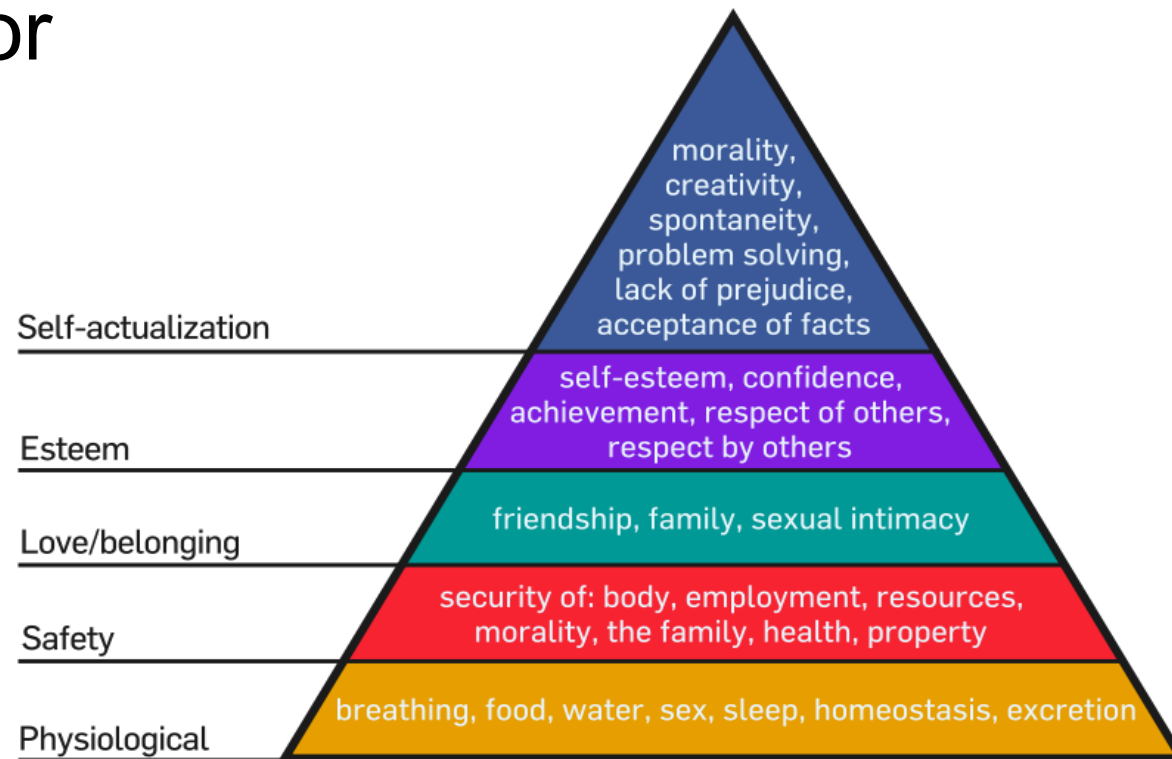 or
morality,
creativity,
spontaneity,
problem solving,
lack of prejudice,
acceptance of facts
Self-actualization
self-esteem, confidence,
achievement, respect of others,
respect by others
Esteem
friendship, family, sexual intimacy
Love/belonging
security of: body, employment, resources,
morality, the family, health, property
Safety
breathing, food, water, sex, sleep, homeostasis, excretion
Physiological